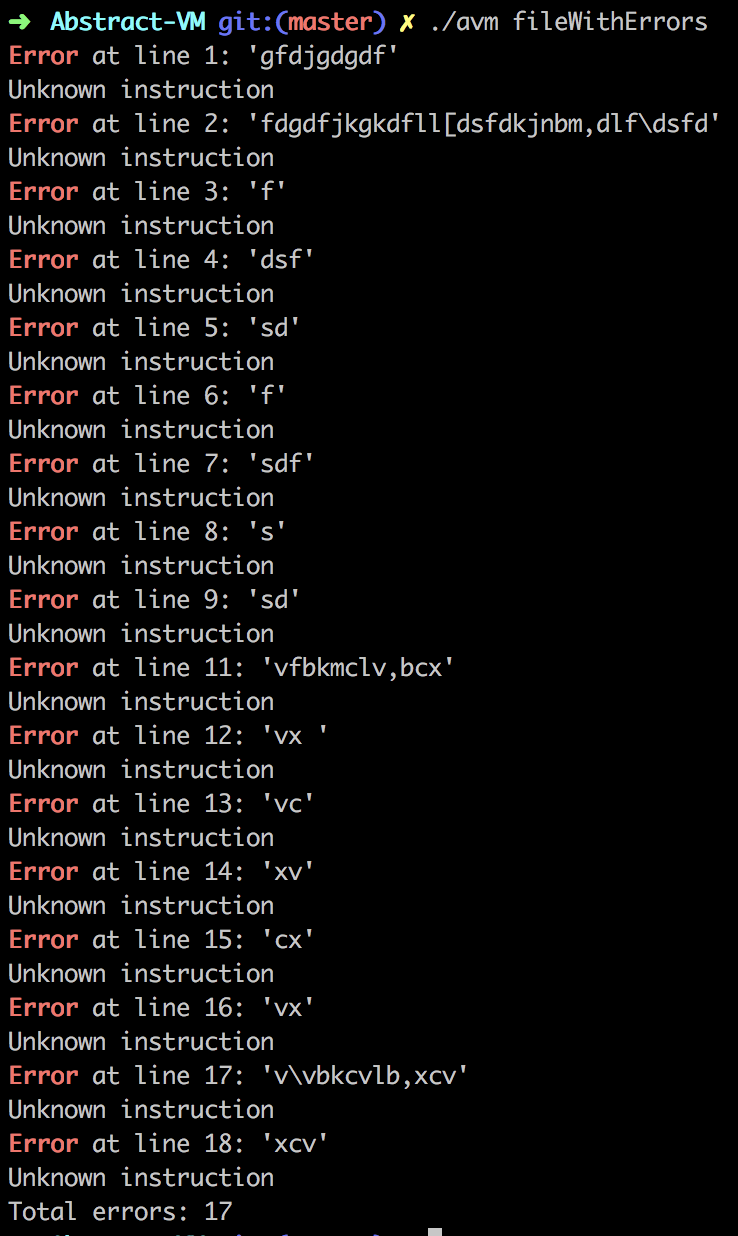 ➜ Abstract-VM git:(master) ✗ ./avm fileWithErrors
Error at line 1: 'gfdjgdgdf'
Unknown instruction
Error at line 2: 'fdgdfjkgkdfll[dsfdkjnbm,dlf\dsfd'
Unknown instruction
Error at line 3: 'f'
Unknown instruction
Error at line 4: 'dsf'
Unknown instruction
Error at line 5: 'sd'
Unknown instruction
Error at line 6: 'f'
Unknown instruction
Error at line 7: 'sdf'
Unknown instruction
Error at line 8: 's'
Unknown instruction
Error at line 9: 'sd'
Unknown instruction
Error at line 11: 'vfbkmclv,bcx'
Unknown instruction
Error at line 12: 'vx '
Unknown instruction
Error at line 13: 'vc'
Unknown instruction
Error at line 14: 'xv'
Unknown instruction
Error at line 15: 'cx'
Unknown instruction
Error at line 16: 'vx'
Unknown instruction
Error at line 17: 'v\vbkcvlb,xcv'
Unknown instruction
Error at line 18: 'xcv'
Unknown instruction
Total errors: 17